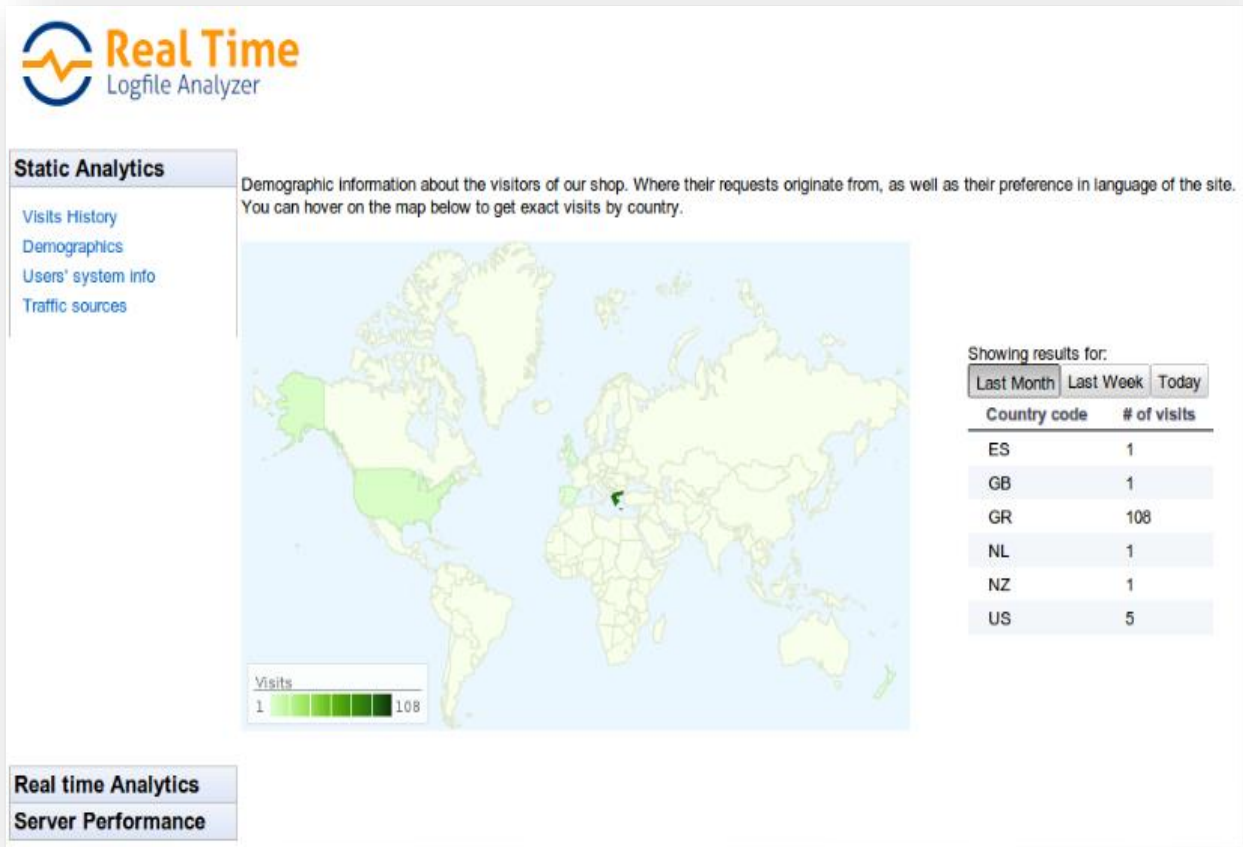 Real Time
Logfile Analyzer
Static Analytics
Visits History
Demographics
Users' system info
Traffic sources
Demographic information about the visitors of our shop. Where their requests originate from, as well as their preference in language of the site.
You can hover on the map below to get exact visits by country.
Visits
1 108
Showing results for:
Last Month Last Week Today
Country code # of visits
ES 1
GB 1
GR 108
NL 1
NZ 1
US 5
Real time Analytics
Server Performance